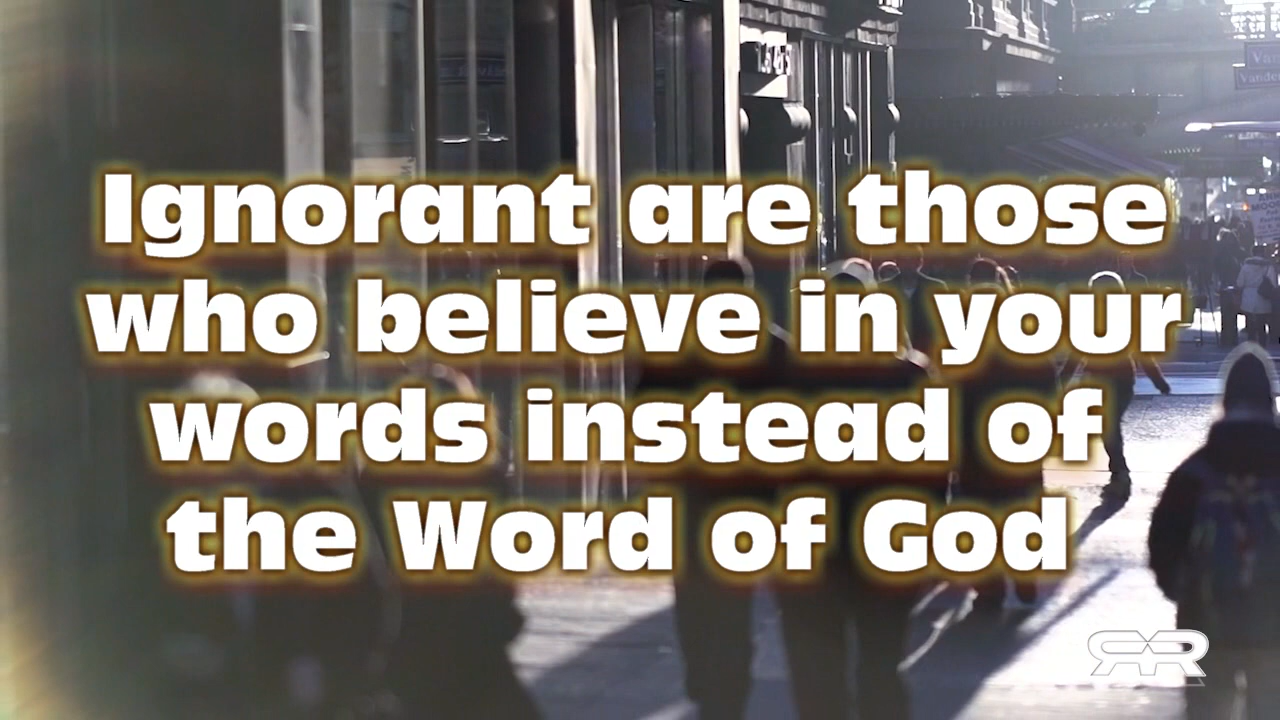 Ignorant are those
who believe in your
words instead of
the Word of God